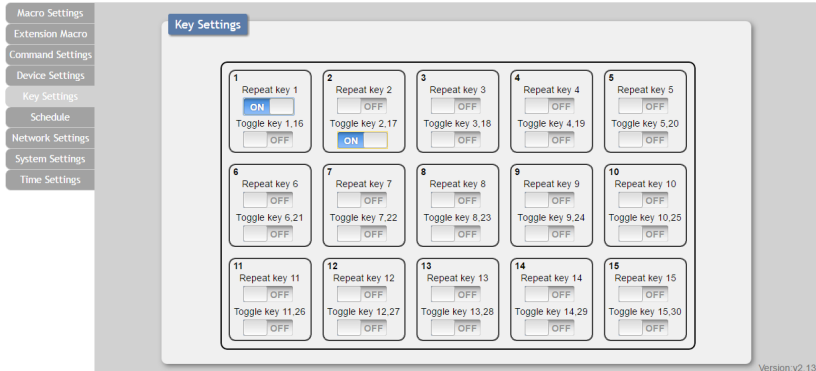 Macro Settings
Extension Macro
Command Settings
Device Settings
Key Settings
Schedule
Network Settings
System Settings
Time Settings
Key Settings
1
Repeat key 1
ON
Toggle key 1,16
OFF
2
Repeat key 2
OFF
Toggle key 2,17
ON
3
Repeat key 3
OFF
Toggle key 3,18
OFF
4
Repeat key 4
OFF
Toggle key 4,19
OFF
5
Repeat key 5
OFF
Toggle key 5,20
OFF
6
Repeat key 6
OFF
Toggle key 6,21
OFF
7
Repeat key 7
OFF
Toggle key 7,22
OFF
8
Repeat key 8
OFF
Toggle key 8,23
OFF
9
Repeat key 9
OFF
Toggle key 9,24
OFF
10
Repeat key 10
OFF
Toggle key 10,25
OFF
11
Repeat key 11
OFF
Toggle key 11,26
OFF
12
Repeat key 12
OFF
Toggle key 12,27
OFF
13
Repeat key 13
OFF
Toggle key 13,28
OFF
14
Repeat key 14
OFF
Toggle key 14,29
OFF
15
Repeat key 15
OFF
Toggle key 15,30
OFF
Version:v2.13